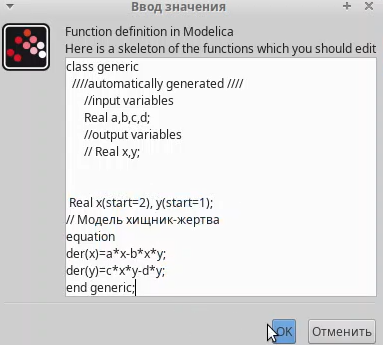 Ввод значения
Function definition in Modelica
Here is a skeleton of the functions which you should edit
class generic
////automatically generated ////
//input variables
Real a,b,c,d;
//output variables
// Real x,y;
Real x(start=2), y(start=1);
// Модель хищник-жертва
equation
der(x)=a*x-b*x*y;
der(y)=c*x*y-d*y;
end generic;
OK
Отменить